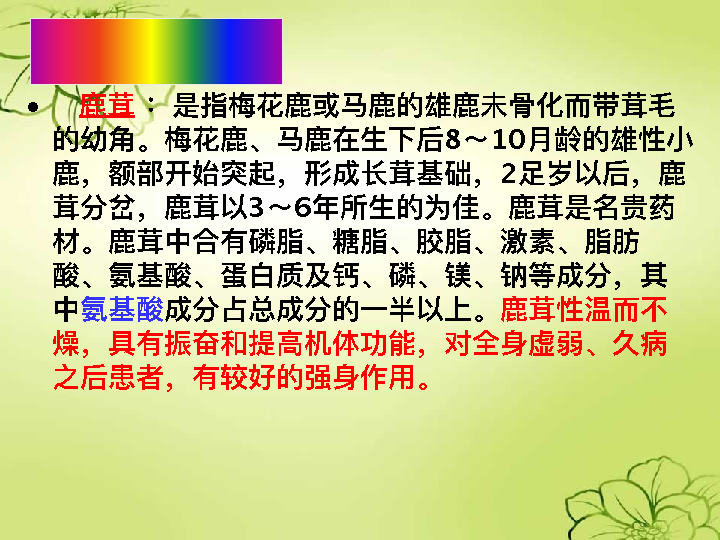 • 鹿茸 ： 是指梅花鹿或马鹿的雄鹿未骨化而带茸毛
的幼角。梅花鹿、马鹿在生下后8～10月龄的雄性小
鹿，额部开始突起，形成长茸基础，2足岁以后，鹿
茸分岔，鹿茸以3～6年所生的为佳。鹿茸是名贵药
材。鹿茸中合有磷脂、糖脂、胶脂、激素、脂肪
酸、氨基酸、蛋白质及钙、磷、镁、钠等成分，其
中氨基酸成分占总成分的一半以上。鹿茸性温而不
燥，具有振奋和提高机体功能，对全身虚弱、久病
之后患者，有较好的强身作用。